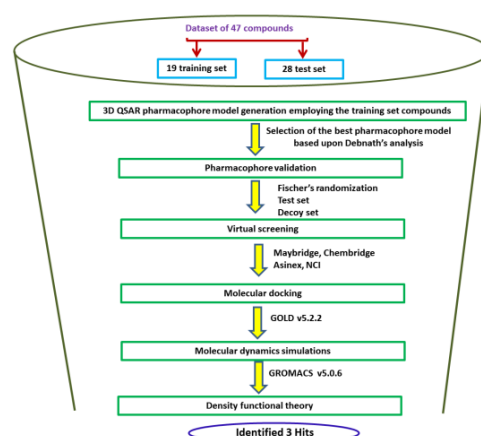 Dataset of 47 compounds
19 training set
28 test set
3D QSAR pharmacophore model generation employing the training set compounds
Selection of the best pharmacophore model
based upon Debnath's analysis
Pharmacophore validation
Fischer's randomization
Test set
Decoy set
Virtual screening
Maybridge, Chembridge
Asinex, NCI
Molecular docking
GOLD v5.2.2
Molecular dynamics simulations
GROMACS v5.0.6
Density functional theory
Identified 3 Hits